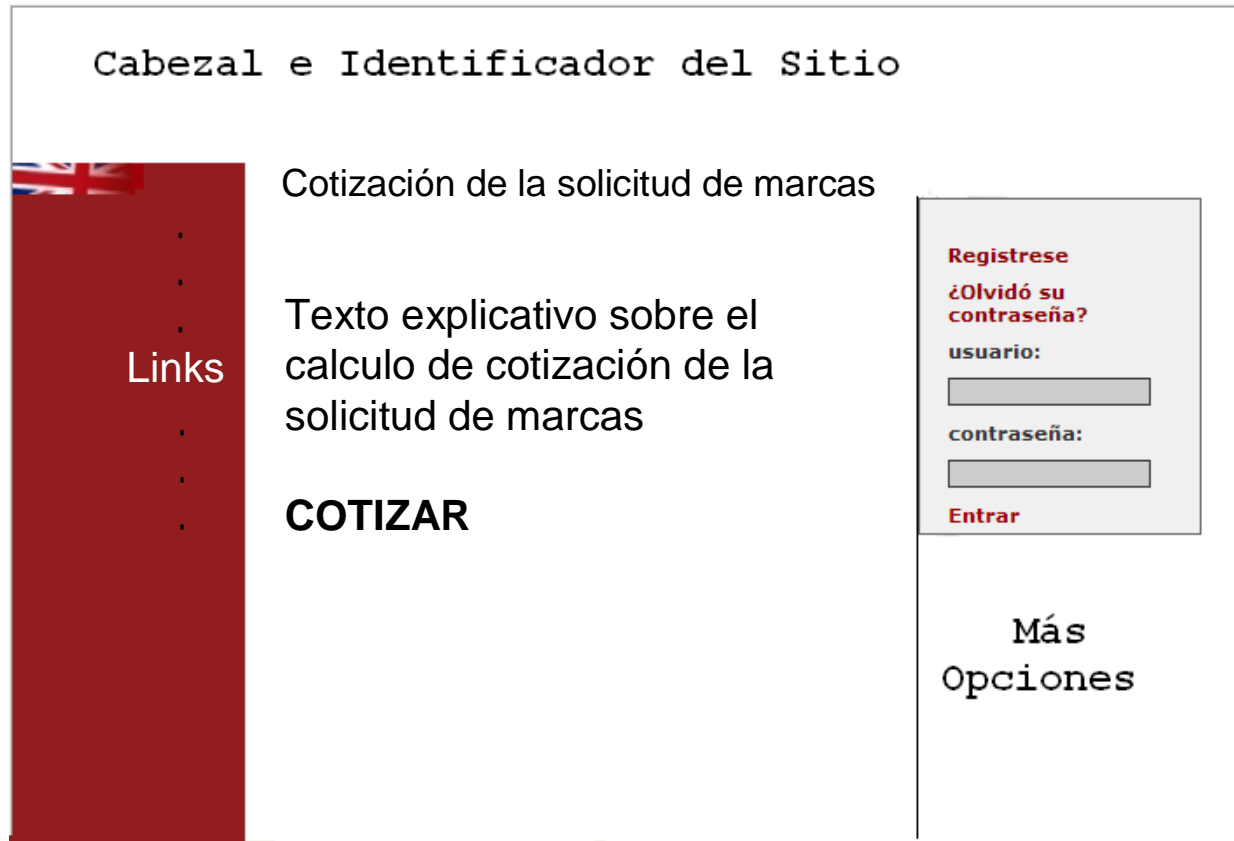 Cabezal e Identificador del Sitio
Cotización de la solicitud de marcas
Links
Texto explicativo sobre el
calculo de cotización de la
solicitud de marcas
COTIZAR
Registrese
¿Olvidó su
contraseña?
usuario:
contraseña:
Entrar
Más
Opciones